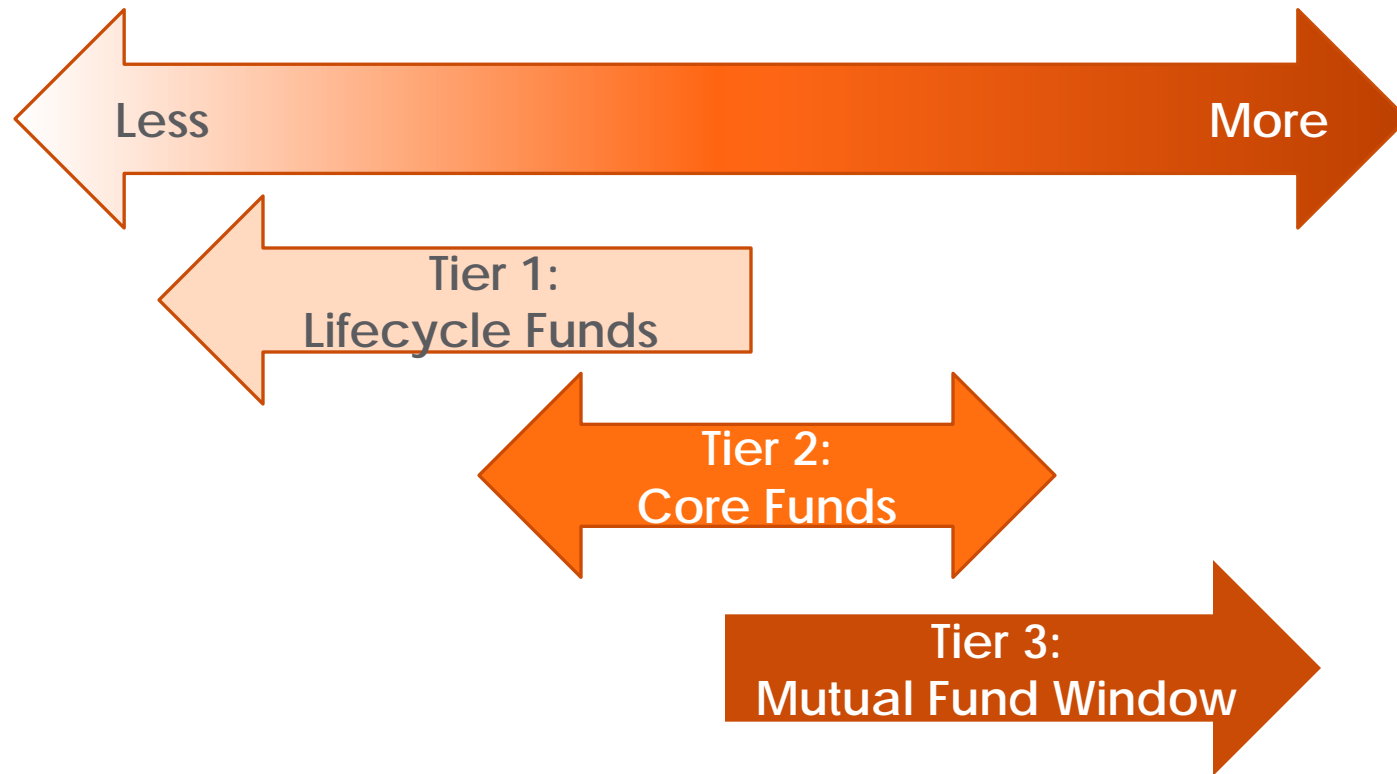 Less
More
Tier 1:
Lifecycle Funds
Tier 2:
Core Funds
Tier 3:
Mutual Fund Window